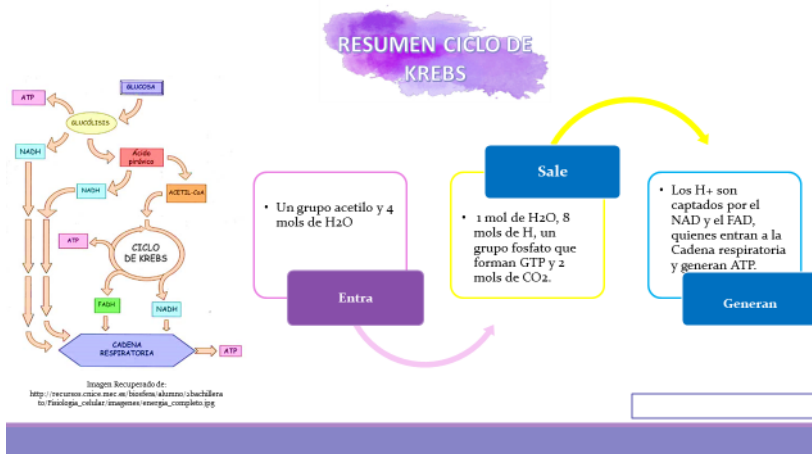 RESUMEN CICLO DE
KREBS
GLUCOSA
ATP
GLUCÓLISIS
NADH
Ácido
pirúvico
NADH
ACETIL-CoA
ATP
CICLO
DE KREBS
FADH
NADH
CADENA
RESPIRATORIA
ATP
Imagen Recuperado de:
http://recursos.cnice.mec.es/biosfera/alumno/2bachillera
to/Fisiologia_celular/imagenes/energia_completo.jpg
• Un grupo acetilo y 4
mols de H2O
Entra
Sale
• 1 mol de H2O, 8
mols de H, un
grupo fosfato que
forman GTP y 2
mols de CO2.
• Los H+ son
captados por el
NAD y el FAD,
quienes entran a la
Cadena respiratoria
y generan ATP.
Generan